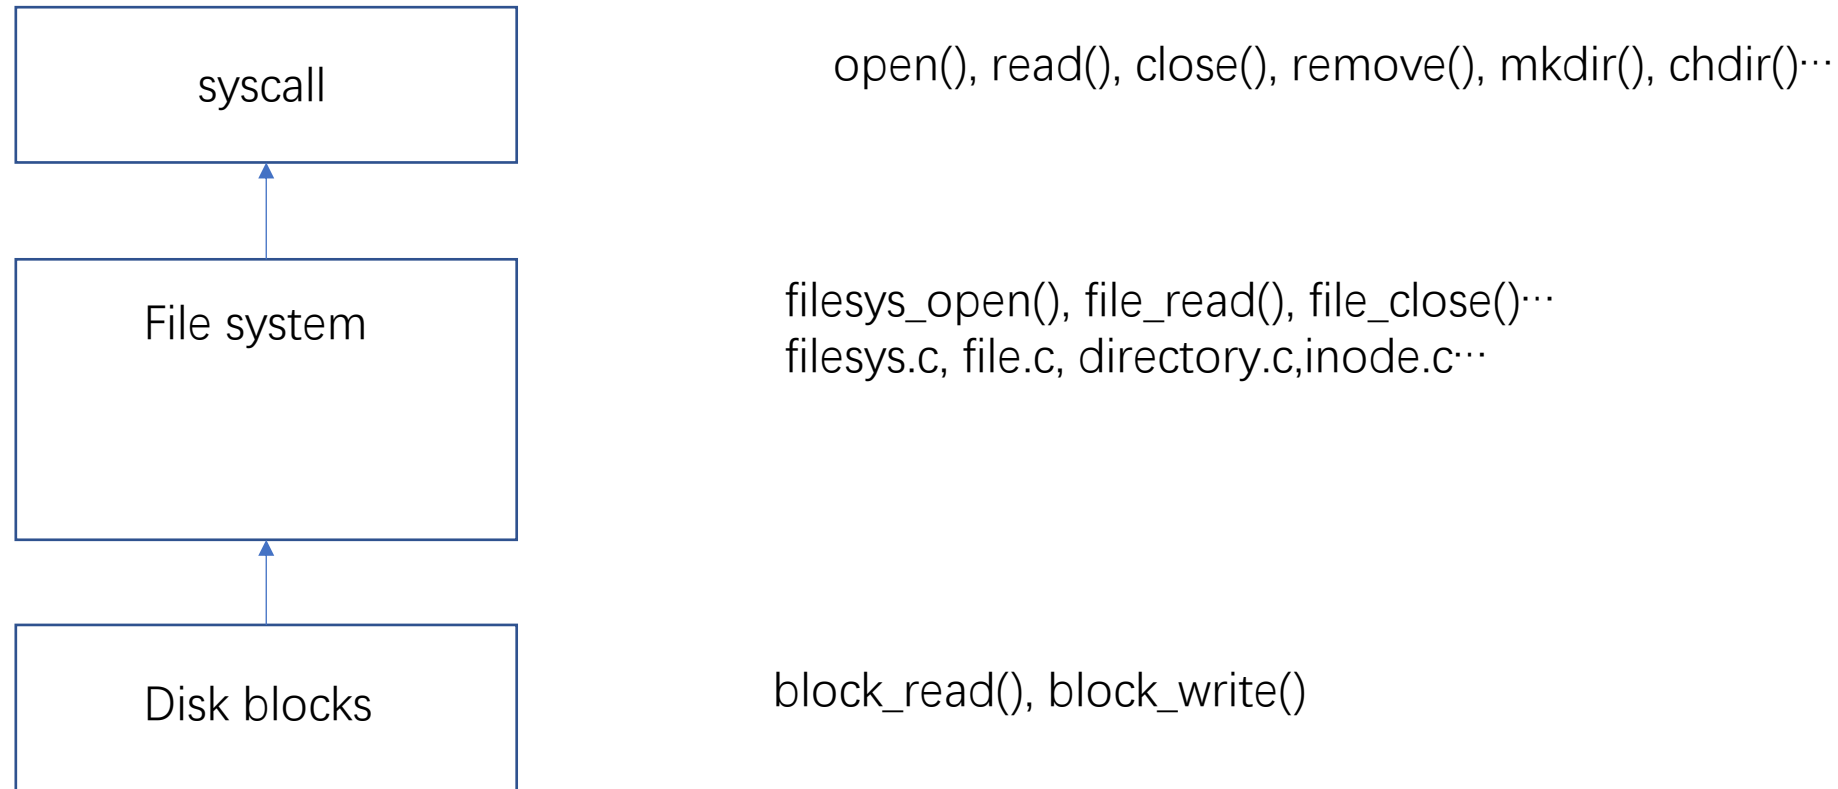 syscall
open(), read(), close(), remove(), mkdir(), chdir()…
File system
filesys_open(), file_read(), file_close()…
filesys.c, file.c, directory.c,inode.c…
Disk blocks
block_read(), block_write()